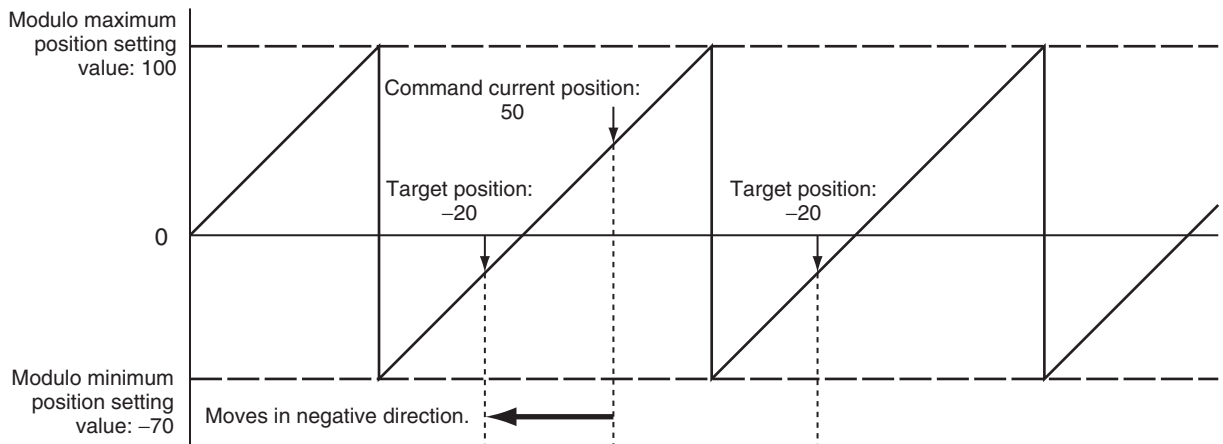 Modulo maximum
position setting
value: 100
Command current position:
50
Target position:
–20
Target position:
–20
0
Modulo minimum
position setting
value: –70
Moves in negative direction.